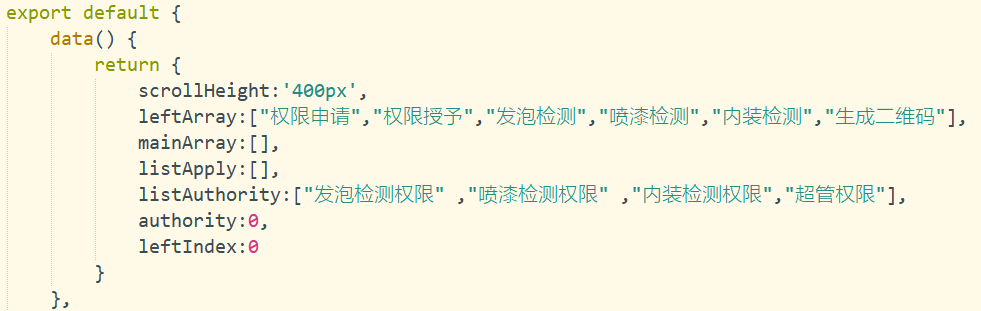 export default {
data() {
return {
scrollHeight:'400px',
leftArray:["权限申请","权限授予","发泡检测","喷漆检测","内装检测","生成二维码"],
mainArray:[],
listApply:[],
listAuthority:["发泡检测权限" ,"喷漆检测权限" ,"内装检测权限","超管权限"],
authority:0,
leftIndex:0
}
},